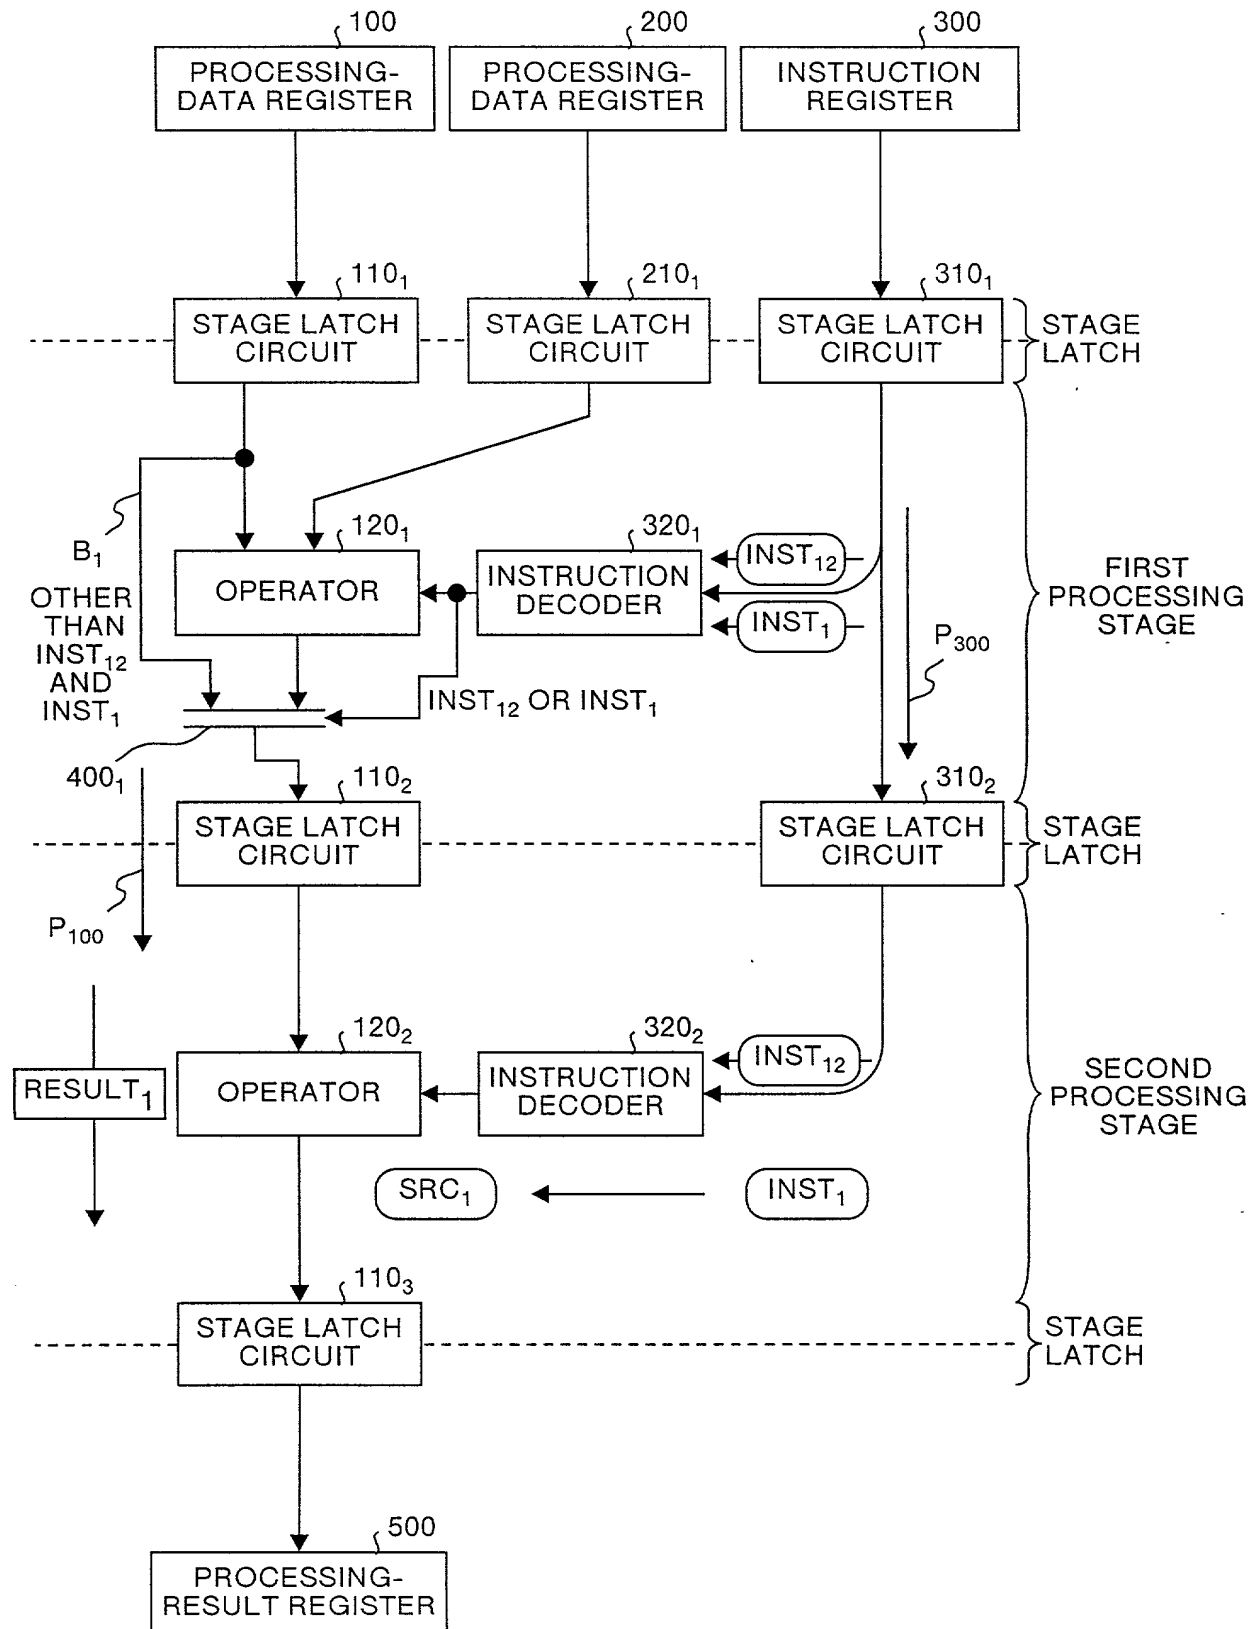 100
200
300
PROCESSING-
DATA REGISTER
PROCESSING-
DATA REGISTER
INSTRUCTION
REGISTER
110₁
210₁
310₁
STAGE LATCH
CIRCUIT
STAGE LATCH
CIRCUIT
STAGE LATCH
CIRCUIT
STAGE
LATCH
B₁
OTHER
THAN
INST₁₂
AND
INST₁
120₁
OPERATOR
320₁
INSTRUCTION
DECODER
INST₁₂
INST₁
P₃₀₀
FIRST
PROCESSING
STAGE
INST₁₂ OR INST₁
400₁
110₂
310₂
STAGE LATCH
CIRCUIT
STAGE LATCH
CIRCUIT
STAGE
LATCH
P₁₀₀
120₂
320₂
RESULT₁
OPERATOR
INSTRUCTION
DECODER
INST₁₂
SECOND
PROCESSING
STAGE
SRC₁
INST₁
110₃
STAGE LATCH
CIRCUIT
STAGE
LATCH
500
PROCESSING-
RESULT REGISTER